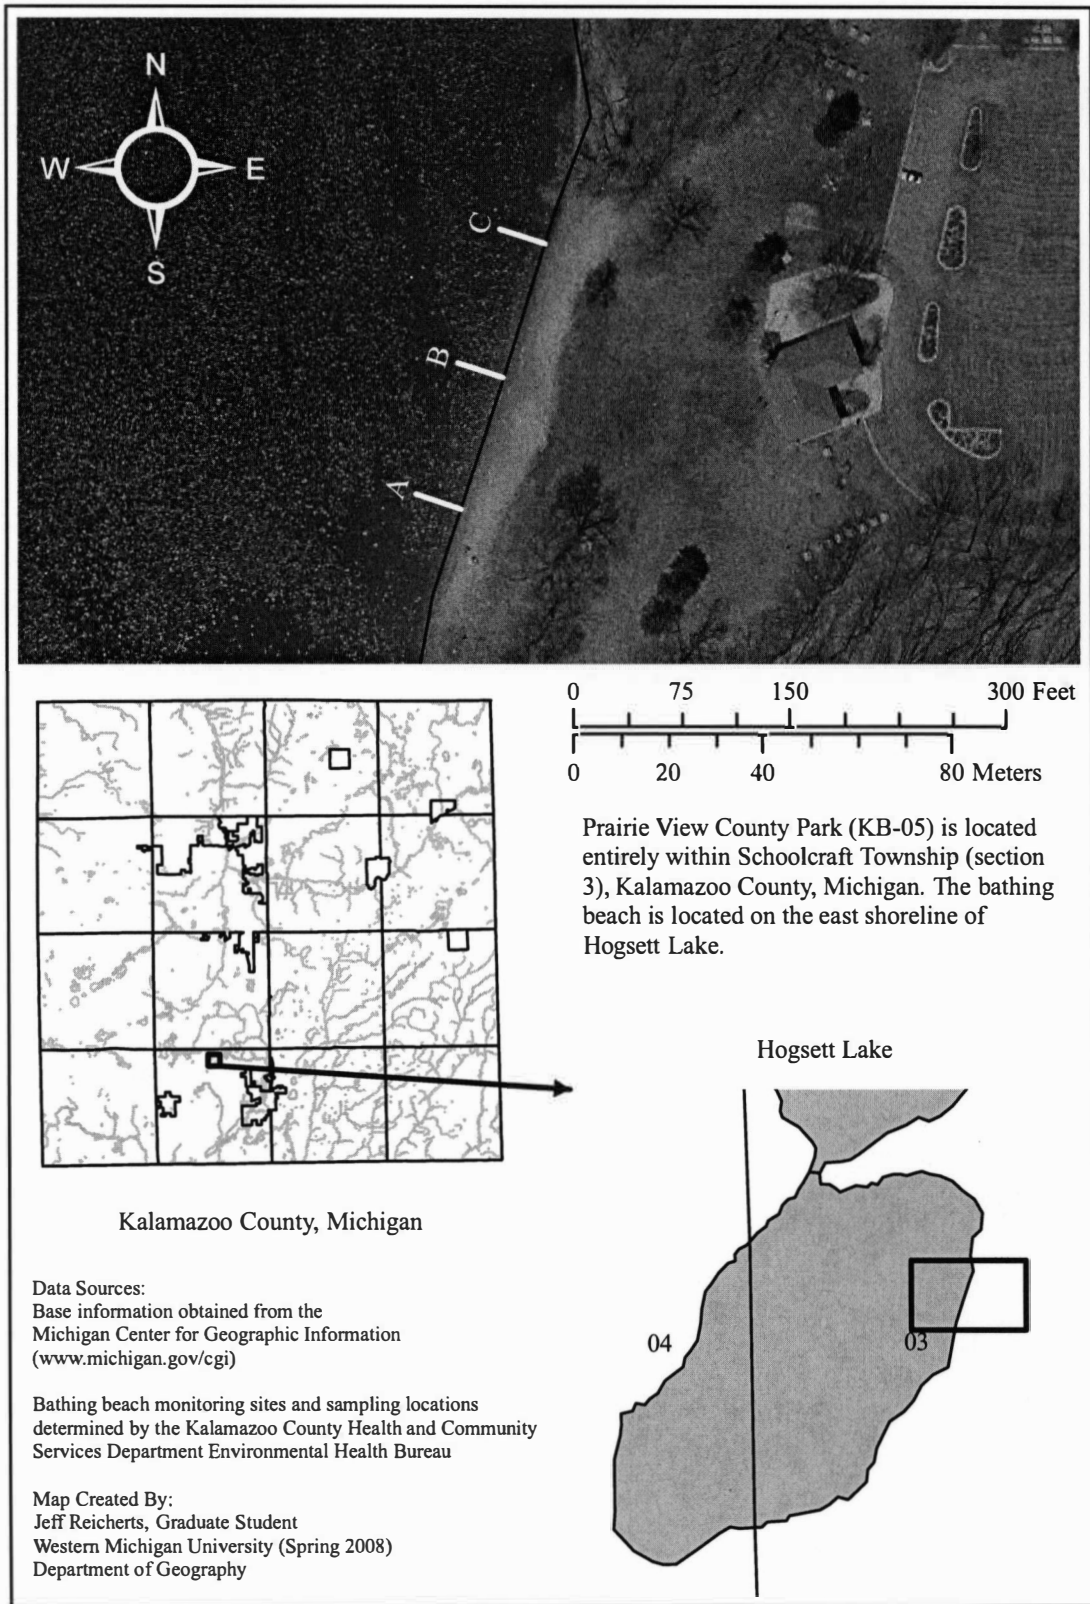 N
W E
S
C
B
A
0 75 150 300 Feet
0 20 40 80 Meters
Prairie View County Park (KB-05) is located
entirely within Schoolcraft Township (section
3), Kalamazoo County, Michigan. The bathing
beach is located on the east shoreline of
Hogsett Lake.
Hogsett Lake
04
03
Kalamazoo County, Michigan
Data Sources:
Base information obtained from the
Michigan Center for Geographic Information
(www.michigan.gov/cgi)
Bathing beach monitoring sites and sampling locations
determined by the Kalamazoo County Health and Community
Services Department Environmental Health Bureau
Map Created By:
Jeff Reicherts, Graduate Student
Western Michigan University (Spring 2008)
Department of Geography